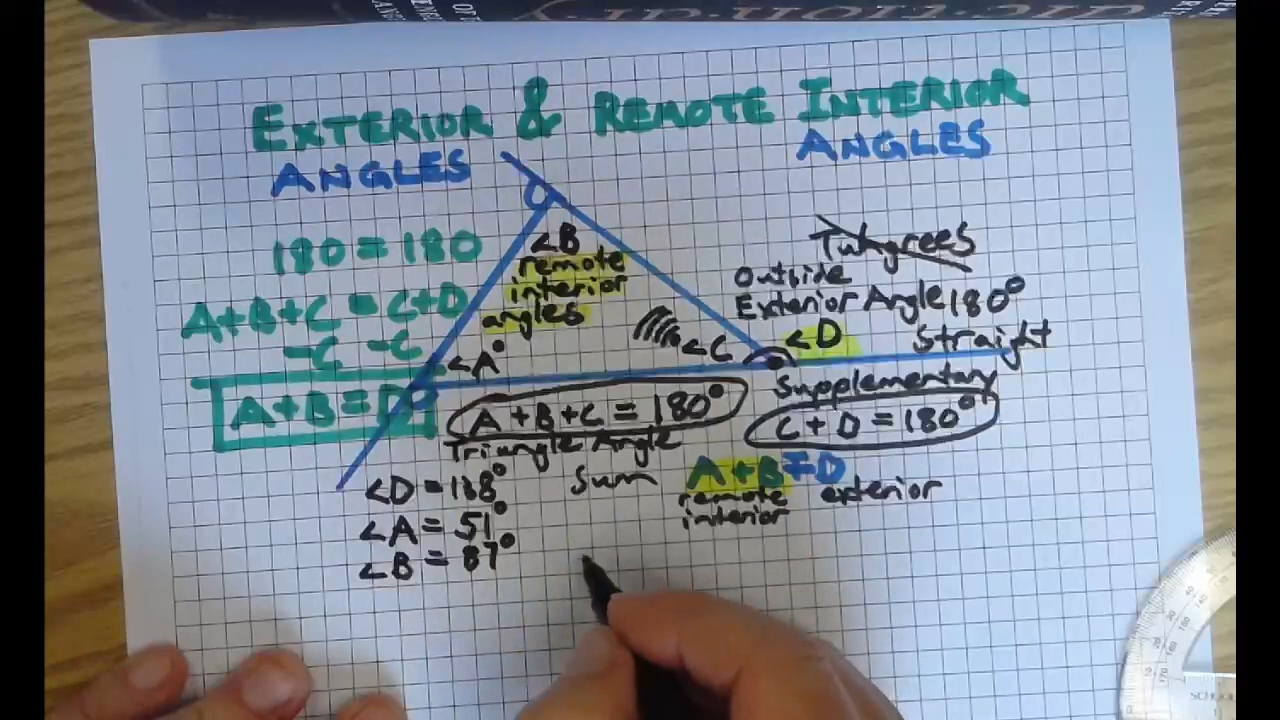 EXTERIOR & REMOTE INTERIOR
ANGLES
ANGLES
180 = 180
A+B+C = C+D
-C -C
A+B=D
∠B
remote
interior
angles
∠A°
∠C
Outside
Exterior Angle 180°
∠D
Straight
Supplementary
C+D=180°
A+B+C=180°
Triangle Angle
Sum
A+B=D
remote
interior
exterior
∠D=138°
∠A=51°
∠B=87°